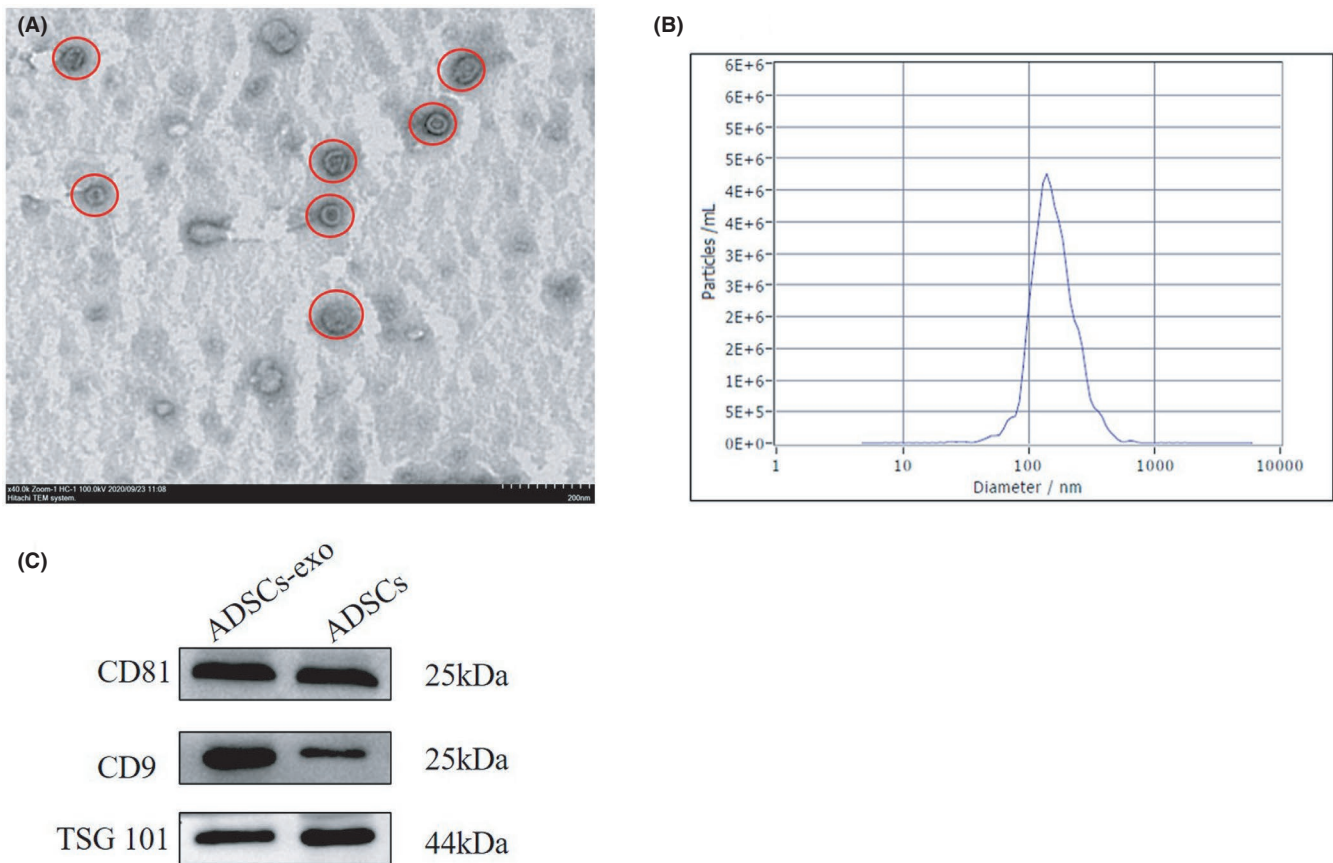 (A)
x40.0k Zoom-1 HC-1 100.0kV 2020/09/23 11:08
Hitachi TEM system.
200nm
(B)
6E+6
6E+6
5E+6
5E+6
4E+6
4E+6
3E+6
3E+6
2E+6
2E+6
1E+6
5E+5
0E+0
Particles /mL
1
10
100
1000
10000
Diameter / nm
(C)
ADSCs-exo
ADSCs
CD81
25kDa
CD9
25kDa
TSG 101
44kDa